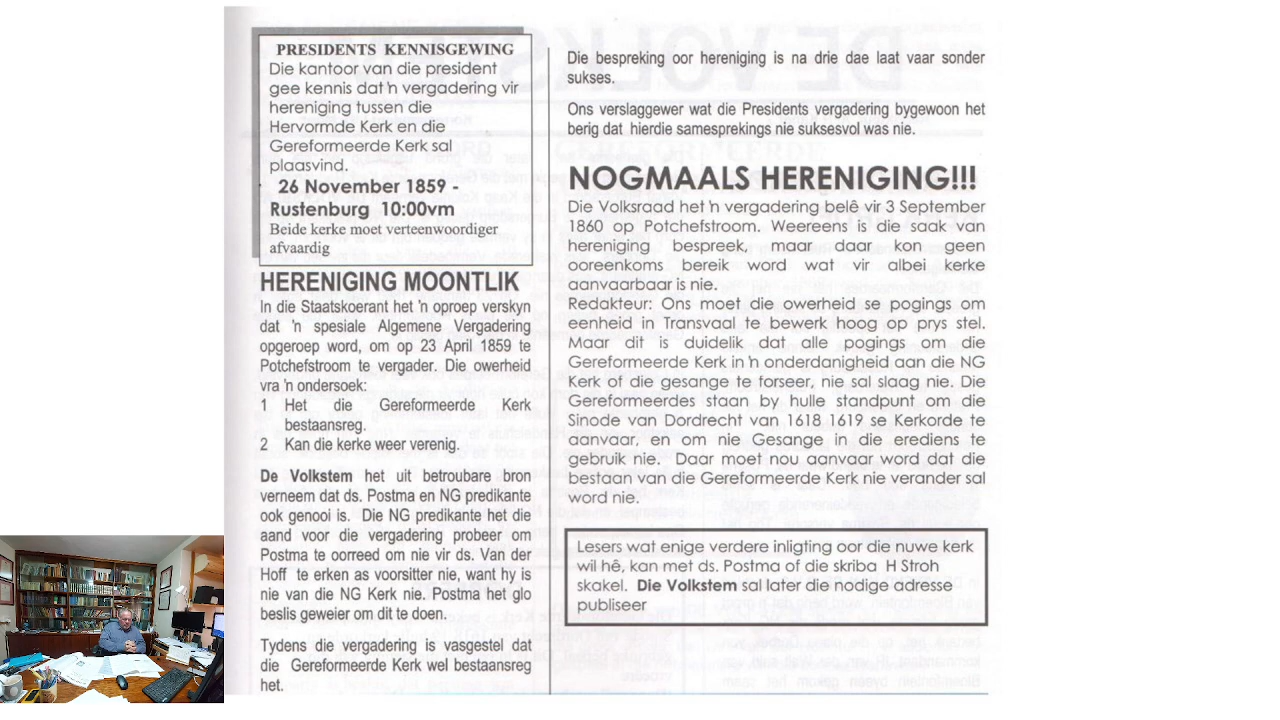 PRESIDENTS KENNISGEWING
Die kantoor van die president
gee kennis dat 'n vergadering vir
hereniging tussen die
Hervormde Kerk en die
Gereformeerde Kerk sal
plaasvind.
26 November 1859 -
Rustenburg 10:00vm
Beide kerke moet verteenwoordiger
afvaardig
HERENIGING MOONTLIK
In die Staatskoerant het 'n oproep verskyn
dat 'n spesiale Algemene Vergadering
opgeroep word, om op 23 April 1859 te
Potchefstroom te vergader. Die owerheid
vra 'n ondersoek:
1 Het die Gereformeerde Kerk
bestaansreg.
2 Kan die kerke weer verenig.
De Volkstem het uit betroubare bron
verneem dat ds. Postma en NG predikante
ook genooi is. Die NG predikante het die
aand voor die vergadering probeer om
Postma te oorreed om nie vir ds. Van der
Hoff te erken as voorsitter nie, want hy is
nie van die NG Kerk nie. Postma het glo
beslis geweier om dit te doen.
Tydens die vergadering is vasgestel dat
die Gereformeerde Kerk wel bestaansreg
het.
Die bespreking oor hereniging is na drie dae laat vaar sonder
sukses.
Ons verslaggewer wat die Presidents vergadering bygewoon het
berig dat hierdie samesprekings nie suksesvol was nie.
NOGMAALS HERENIGING!!!
Die Volksraad het 'n vergadering belê vir 3 September
1860 op Potchefstroom. Weereens is die saak van
hereniging bespreek, maar daar kon geen
ooreenkoms bereik word wat vir albei kerke
aanvaarbaar is nie.
Redakteur: Ons moet die owerheid se pogings om
eenheid in Transvaal te bewerk hoog op prys stel.
Maar dit is duidelik dat alle pogings om die
Gereformeerde Kerk in 'n onderdanigheid aan die NG
Kerk of die gesange te forseer, nie sal slaag nie. Die
Gereformeerdes staan by hulle standpunt om die
Sinode van Dordrecht van 1618 1619 se Kerkorde te
aanvaar, en om nie Gesange in die erediens te
gebruik nie. Daar moet nou aanvaar word dat die
bestaan van die Gereformeerde Kerk nie verander sal
word nie.
Lesers wat enige verdere inligting oor die nuwe kerk
wil hê, kan met ds. Postma of die skriba H Stroh
skakel. Die Volkstem sal later die nodige adresse
publiseer